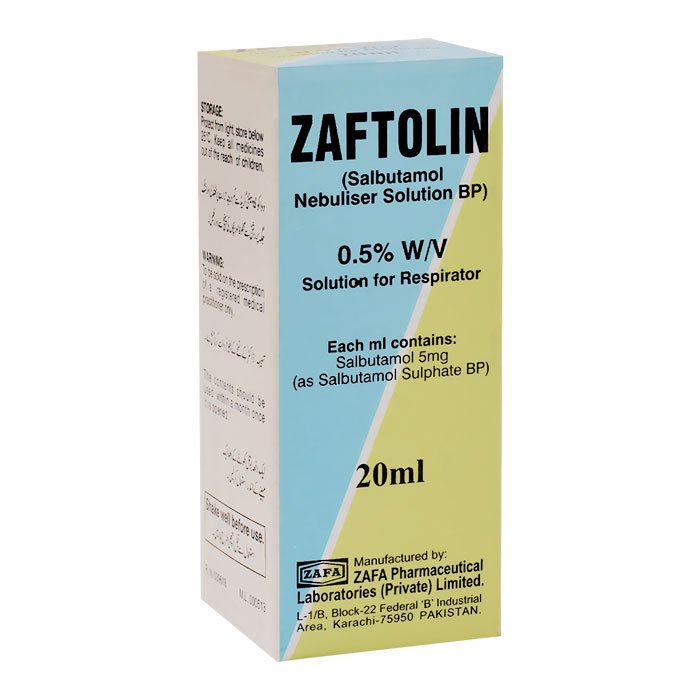 ZAFTOLIN
(Salbutamol
Nebuliser Solution BP)
0.5% W/V
Solution for Respirator
Each ml contains:
Salbutamol 5mg
(as Salbutamol Sulphate BP)
20ml
ZAFA
Manufactured by:
ZAFA Pharmaceutical
Laboratories (Private) Limited.
L-1/B, Block-22 Federal 'B' Industrial
Area, Karachi-75950 PAKISTAN.
STORAGE:
Protect from light, store below
25°C. Keep all medicines
out of the reach of children.
WARNING:
To be sold on the prescription
of a registered medical
practitioner only.
The contents should be
used within a month once
it is opened.
Shake well before use.
M.L. 000513